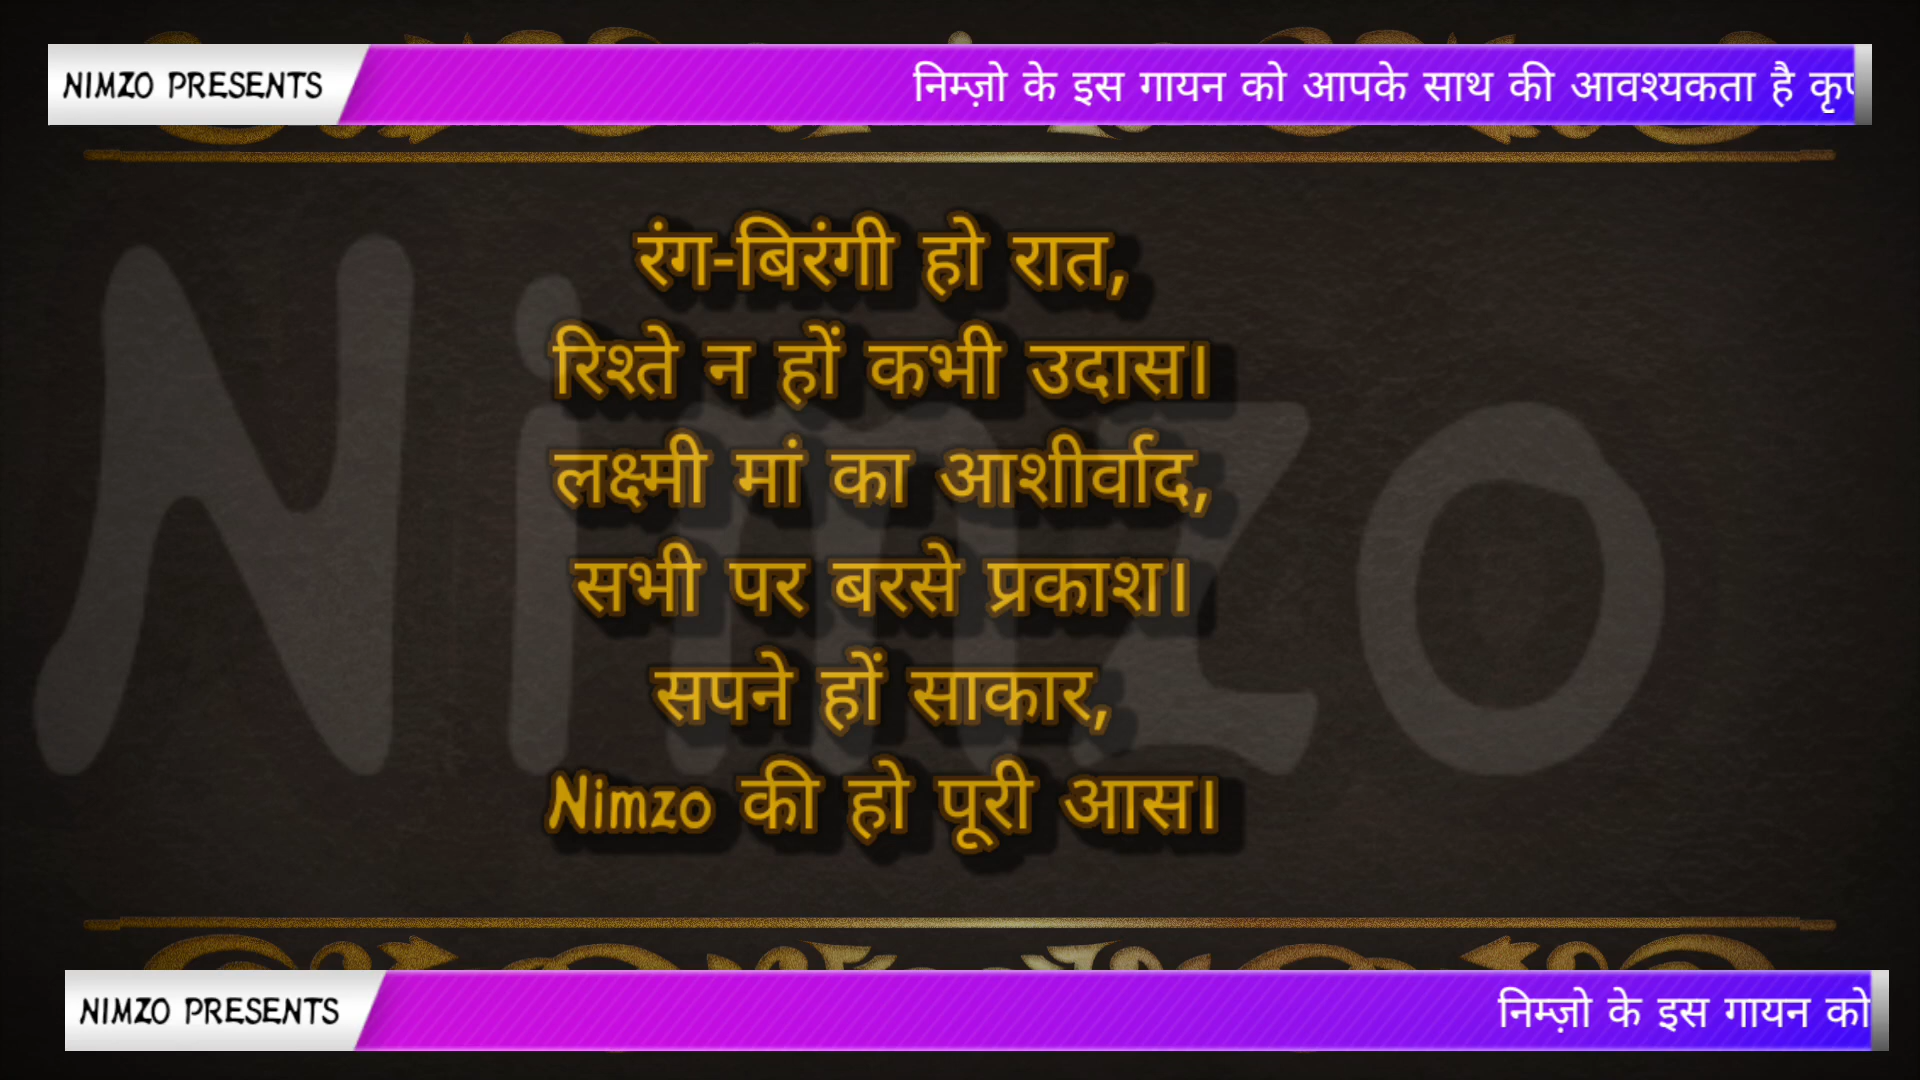 NIMZO PRESENTS निम्ज़ो के इस गायन को आपके साथ की आवश्यकता है
रंग-बिरंगी हो रात,
रिश्ते न हों कभी उदास।
लक्ष्मी मां का आशीर्वाद,
सभी पर बरसे प्रकाश।
सपने हों साकार,
Nimzo की हो पूरी आस।
Nimzo
NIMZO PRESENTS निम्ज़ो के इस गायन को